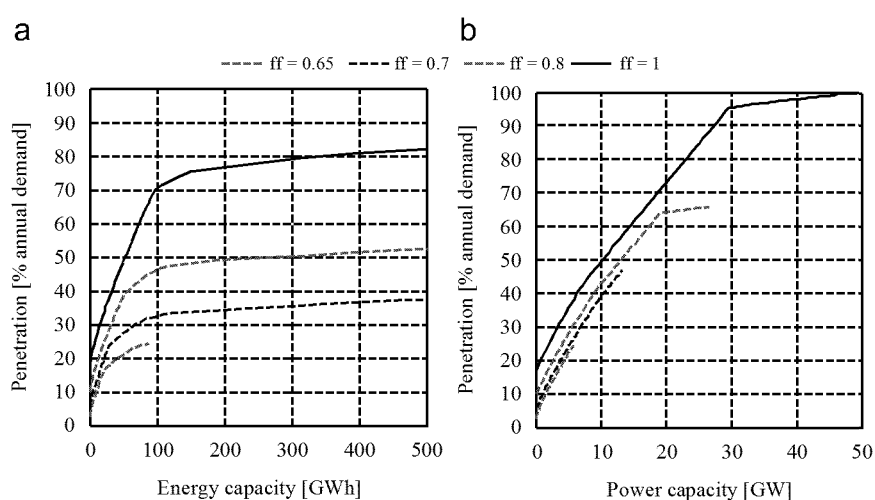 a
b
ff = 0.65 ff = 0.7 ff = 0.8 ff = 1
Penetration [% annual demand]
100
90
80
70
60
50
40
30
20
10
0
0 100 200 300 400 500
Energy capacity [GWh]
Penetration [% annual demand]
100
90
80
70
60
50
40
30
20
10
0
0 10 20 30 40 50
Power capacity [GW]